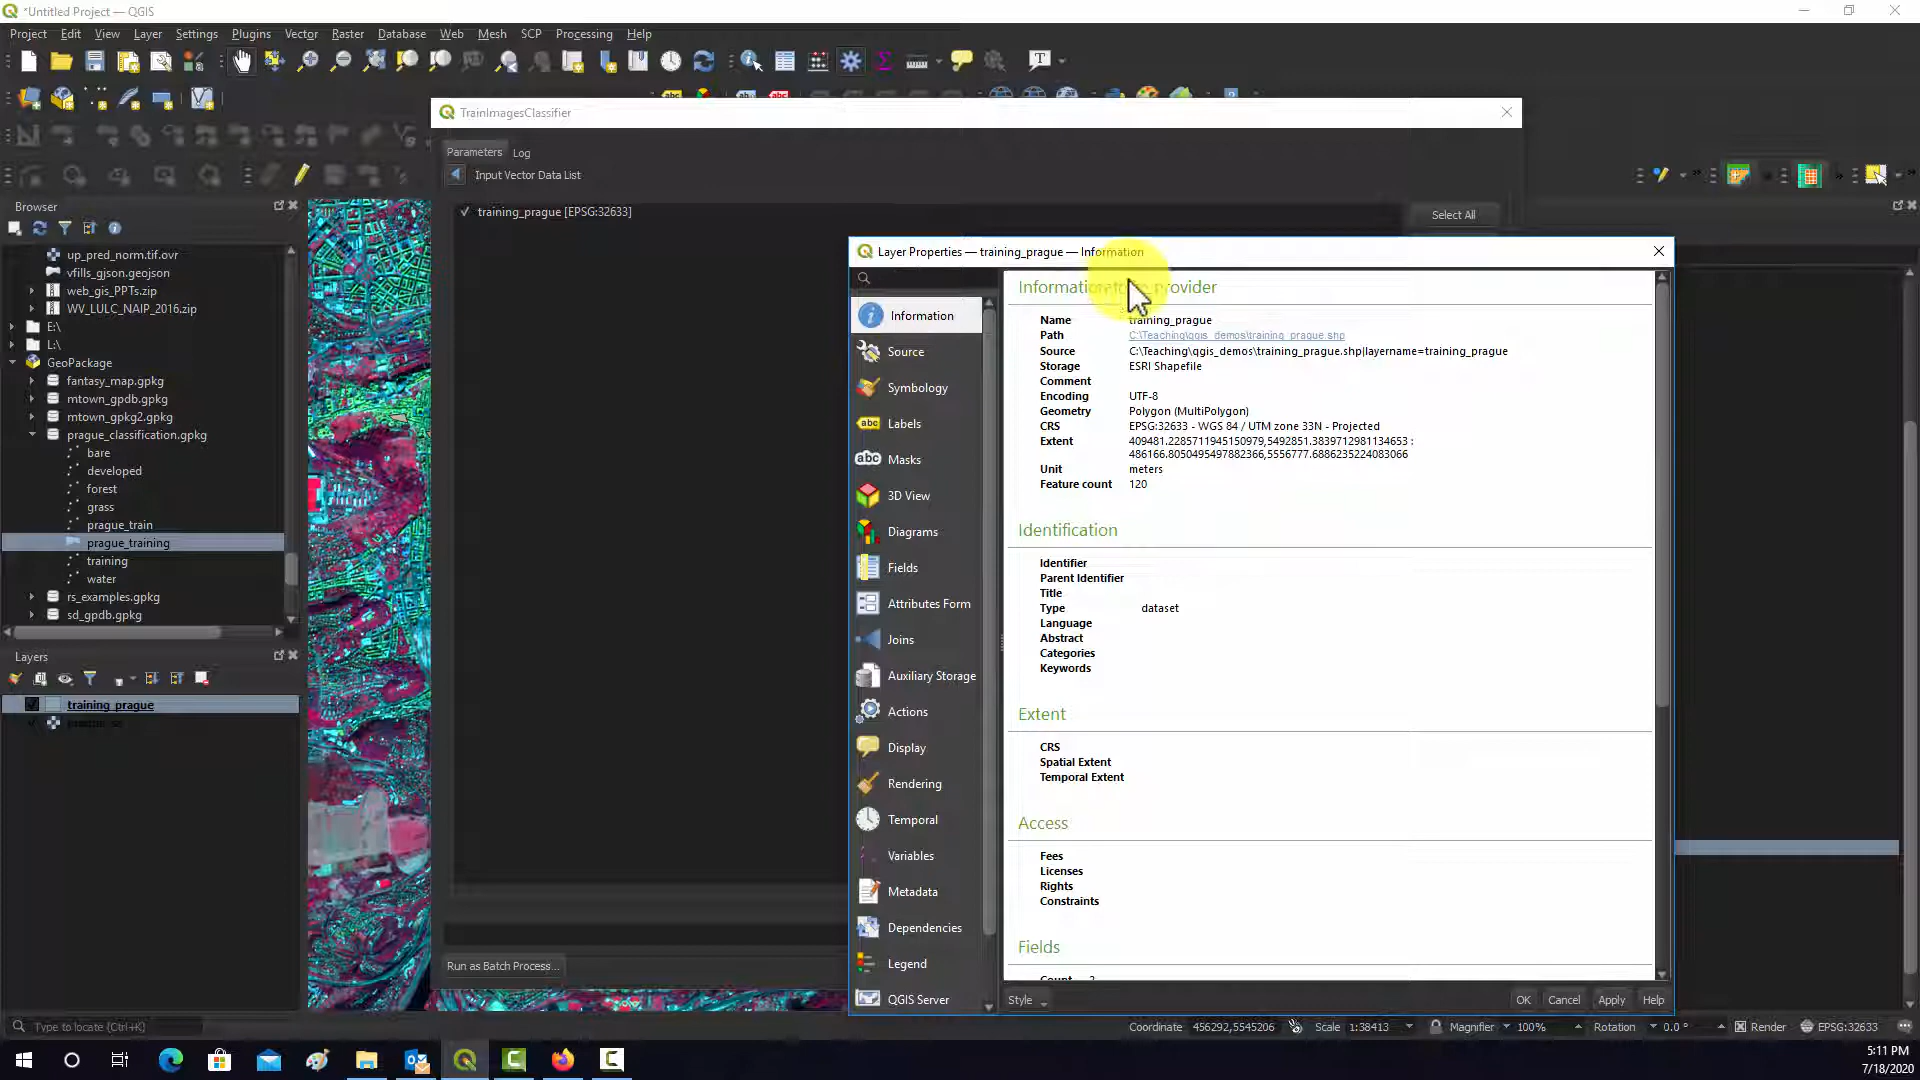 *Untitled Project — QGIS
Project Edit View Layer Settings Plugins Vector Raster Database Web Mesh SCP Processing Help
TrainImagesClassifier
Parameters Log
Input Vector Data List
training_prague [EPSG:32633]
Select All
Browser
up_pred_norm.tif.ovr
vfills_gjson.geojson
web_gis_PPTs.zip
WV_LULC_NAIP_2016.zip
E:\
L:\
GeoPackage
fantasy_map.gpkg
mtown_gpdb.gpkg
mtown_gpkg2.gpkg
prague_classification.gpkg
bare
developed
forest
grass
prague_train
prague_training
training
water
rs_examples.gpkg
sd_gpdb.gpkg
Layers
training_prague
Run as Batch Process...
Layer Properties — training_prague — Information
Information
Source
Symbology
abc Labels
abc Masks
3D View
Diagrams
Fields
Attributes Form
Joins
Auxiliary Storage
Actions
Display
Rendering
Temporal
Variables
Metadata
Dependencies
Legend
QGIS Server
Information provider
Name training_prague
Path C:\Teaching\qgis_demos\training_prague.shp
Source C:\Teaching\qgis_demos\training_prague.shp|layername=training_prague
Storage ESRI Shapefile
Comment
Encoding UTF-8
Geometry Polygon (MultiPolygon)
CRS EPSG:32633 - WGS 84 / UTM zone 33N - Projected
Extent 409481.2285711945150979,5492851.3839712981134653 :
486166.8050495497882366,5556777.6886235224083066
Unit meters
Feature count 120
Identification
Identifier
Parent Identifier
Title
Type dataset
Language
Abstract
Categories
Keywords
Extent
CRS
Spatial Extent
Temporal Extent
Access
Fees
Licenses
Rights
Constraints
Fields
Count 2
Style OK Cancel Apply Help
Type to locate (Ctrl+K) Coordinate 456292,5545206 Scale 1:38413 Magnifier 100% Rotation 0.0 ° Render EPSG:32633
5:11 PM
7/18/2020